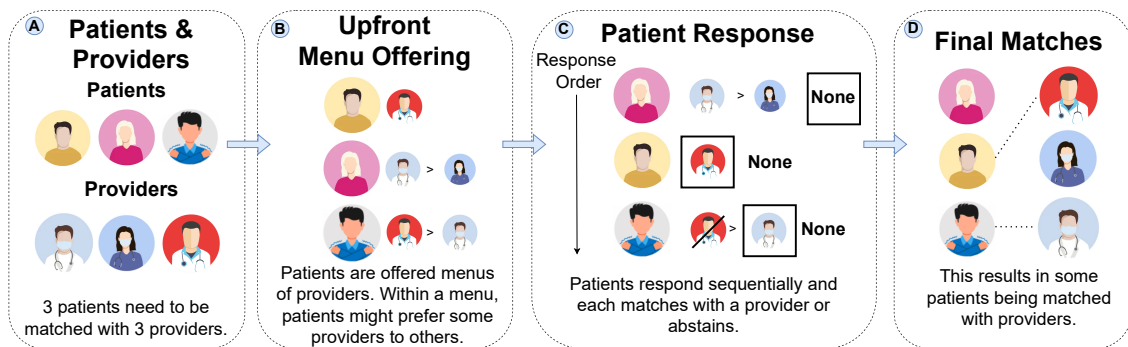 A
Patients &
Providers
Patients
Providers
3 patients need to be
matched with 3 providers.
B
Upfront
Menu Offering
>
>
Patients are offered menus
of providers. Within a menu,
patients might prefer some
providers to others.
C
Patient Response
Response
Order
>
None
None
>
None
Patients respond sequentially and
each matches with a provider or
abstains.
D
Final Matches
This results in some
patients being matched
with providers.